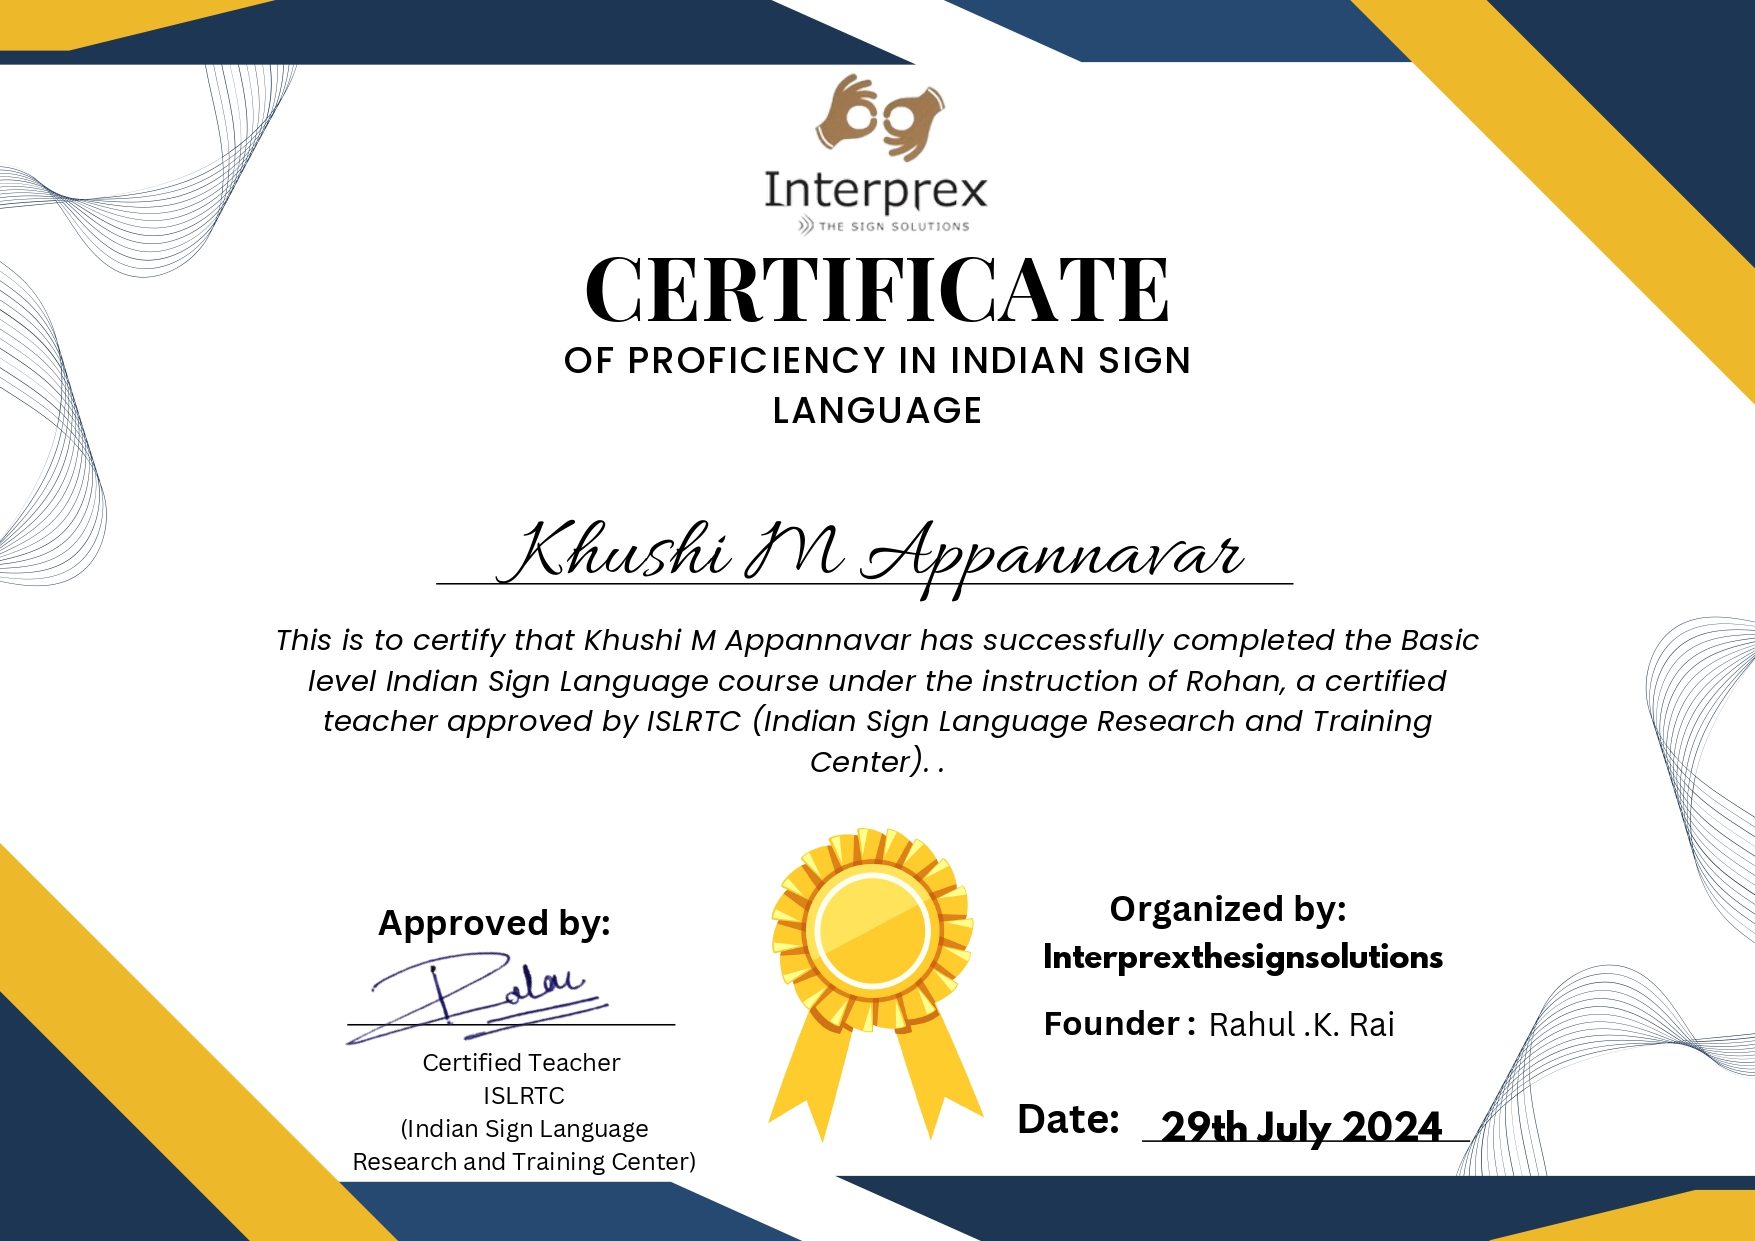 Interprex
THE SIGN SOLUTIONS
CERTIFICATE
OF PROFICIENCY IN INDIAN SIGN
LANGUAGE
Khushi M Appannavar
This is to certify that Khushi M Appannavar has successfully completed the Basic
level Indian Sign Language course under the instruction of Rohan, a certified
teacher approved by ISLRTC (Indian Sign Language Research and Training
Center). .
Approved by:
Certified Teacher
ISLRTC
(Indian Sign Language
Research and Training Center)
Organized by:
Interprexthesignsolutions
Founder : Rahul .K. Rai
Date: 29th July 2024